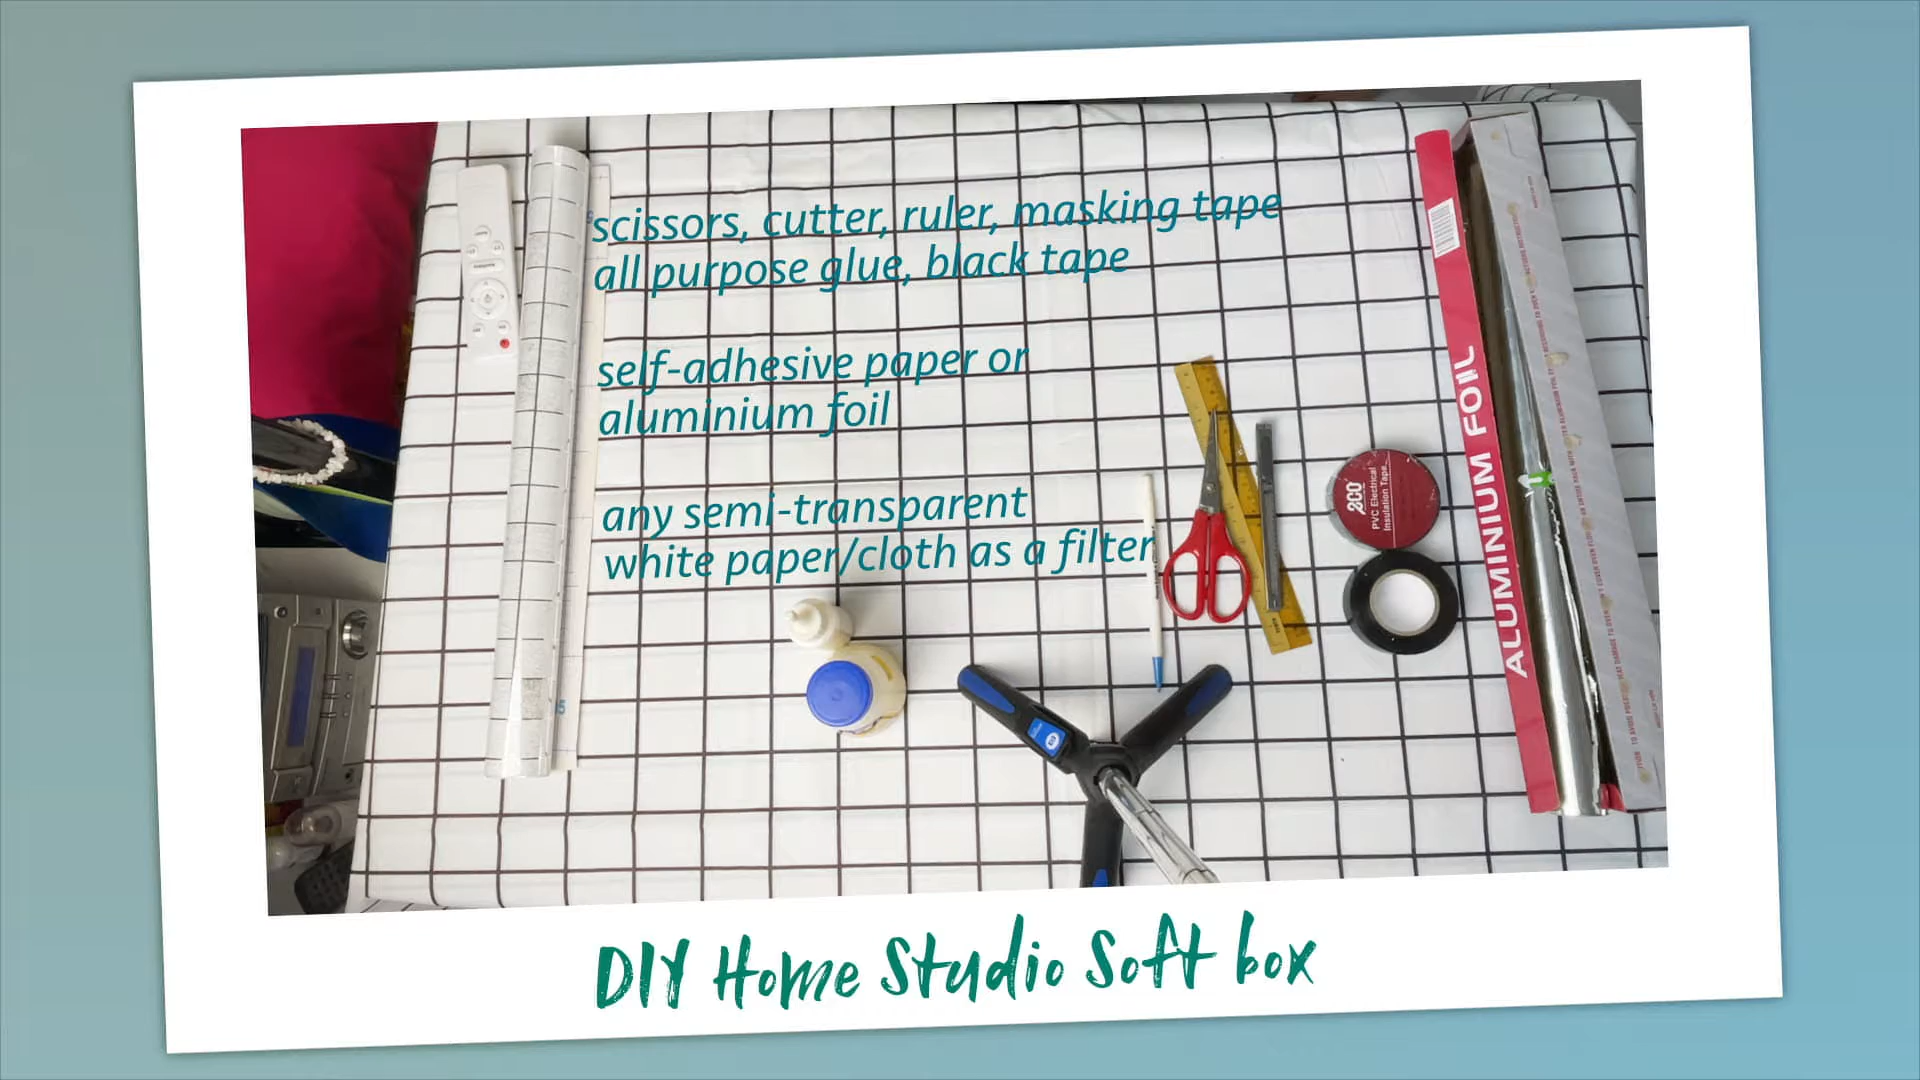 scissors, cutter, ruler, masking tape
all purpose glue, black tape
self-adhesive paper or
aluminium foil
any semi-transparent
white paper/cloth as a filter
ALUMINIUM FOIL
PVC Electrical
Insulation Tape
DIY Home Studio Soft box